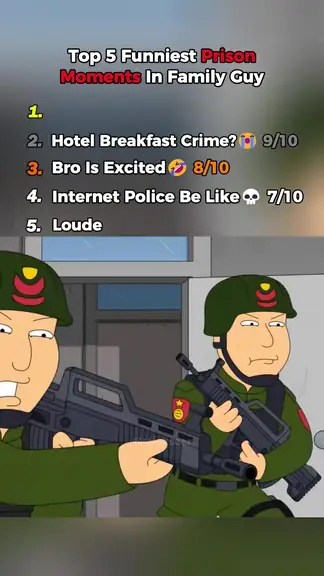 Top 5 Funniest Prison
Moments In Family Guy
1.
2. Hotel Breakfast Crime?😭 9/10
3. Bro Is Excited🤣 8/10
4. Internet Police Be Like💀 7/10
5. Loude